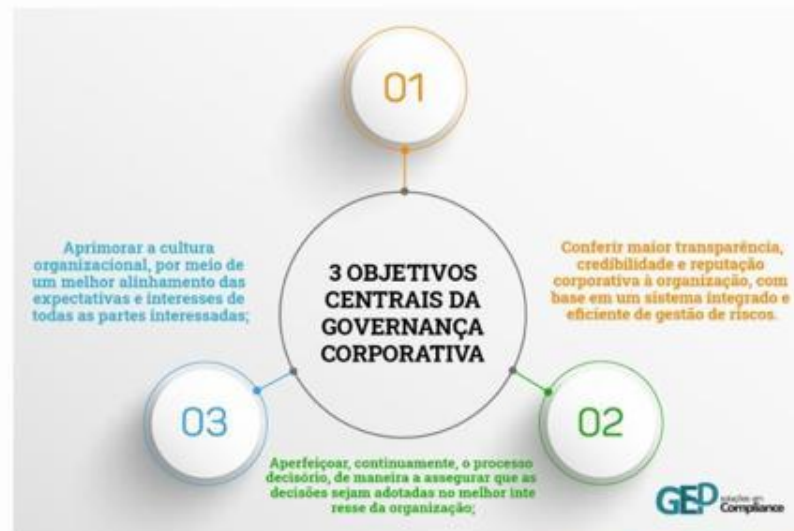 01
Aprimorar a cultura
organizacional, por meio de
um melhor alinhamento das
expectativas e interesses de
todas as partes interessadas;
3 OBJETIVOS
CENTRAIS DA
GOVERNANÇA
CORPORATIVA
Conferir maior transparência,
credibilidade e reputação
corporativa à organização, com
base em um sistema integrado e
eficiente de gestão de riscos.
03
02
Aperfeiçoar, continuamente, o processo
decisório, de maneira a assegurar que as
decisões sejam adotadas no melhor inte
resse da organização;
GEP soluções em
Compliance